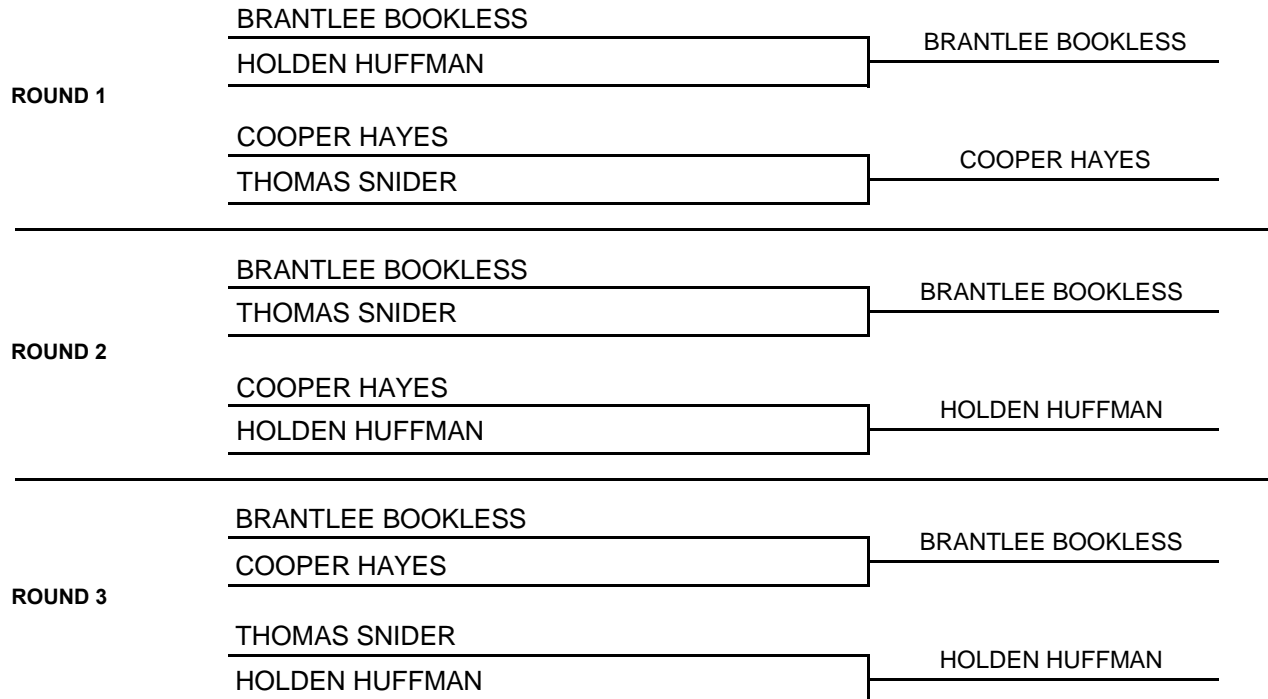 BRANTLEE BOOKLESS
BRANTLEE BOOKLESS
HOLDEN HUFFMAN
ROUND 1
COOPER HAYES
COOPER HAYES
THOMAS SNIDER
BRANTLEE BOOKLESS
BRANTLEE BOOKLESS
THOMAS SNIDER
ROUND 2
COOPER HAYES
HOLDEN HUFFMAN
HOLDEN HUFFMAN
BRANTLEE BOOKLESS
BRANTLEE BOOKLESS
COOPER HAYES
ROUND 3
THOMAS SNIDER
HOLDEN HUFFMAN
HOLDEN HUFFMAN